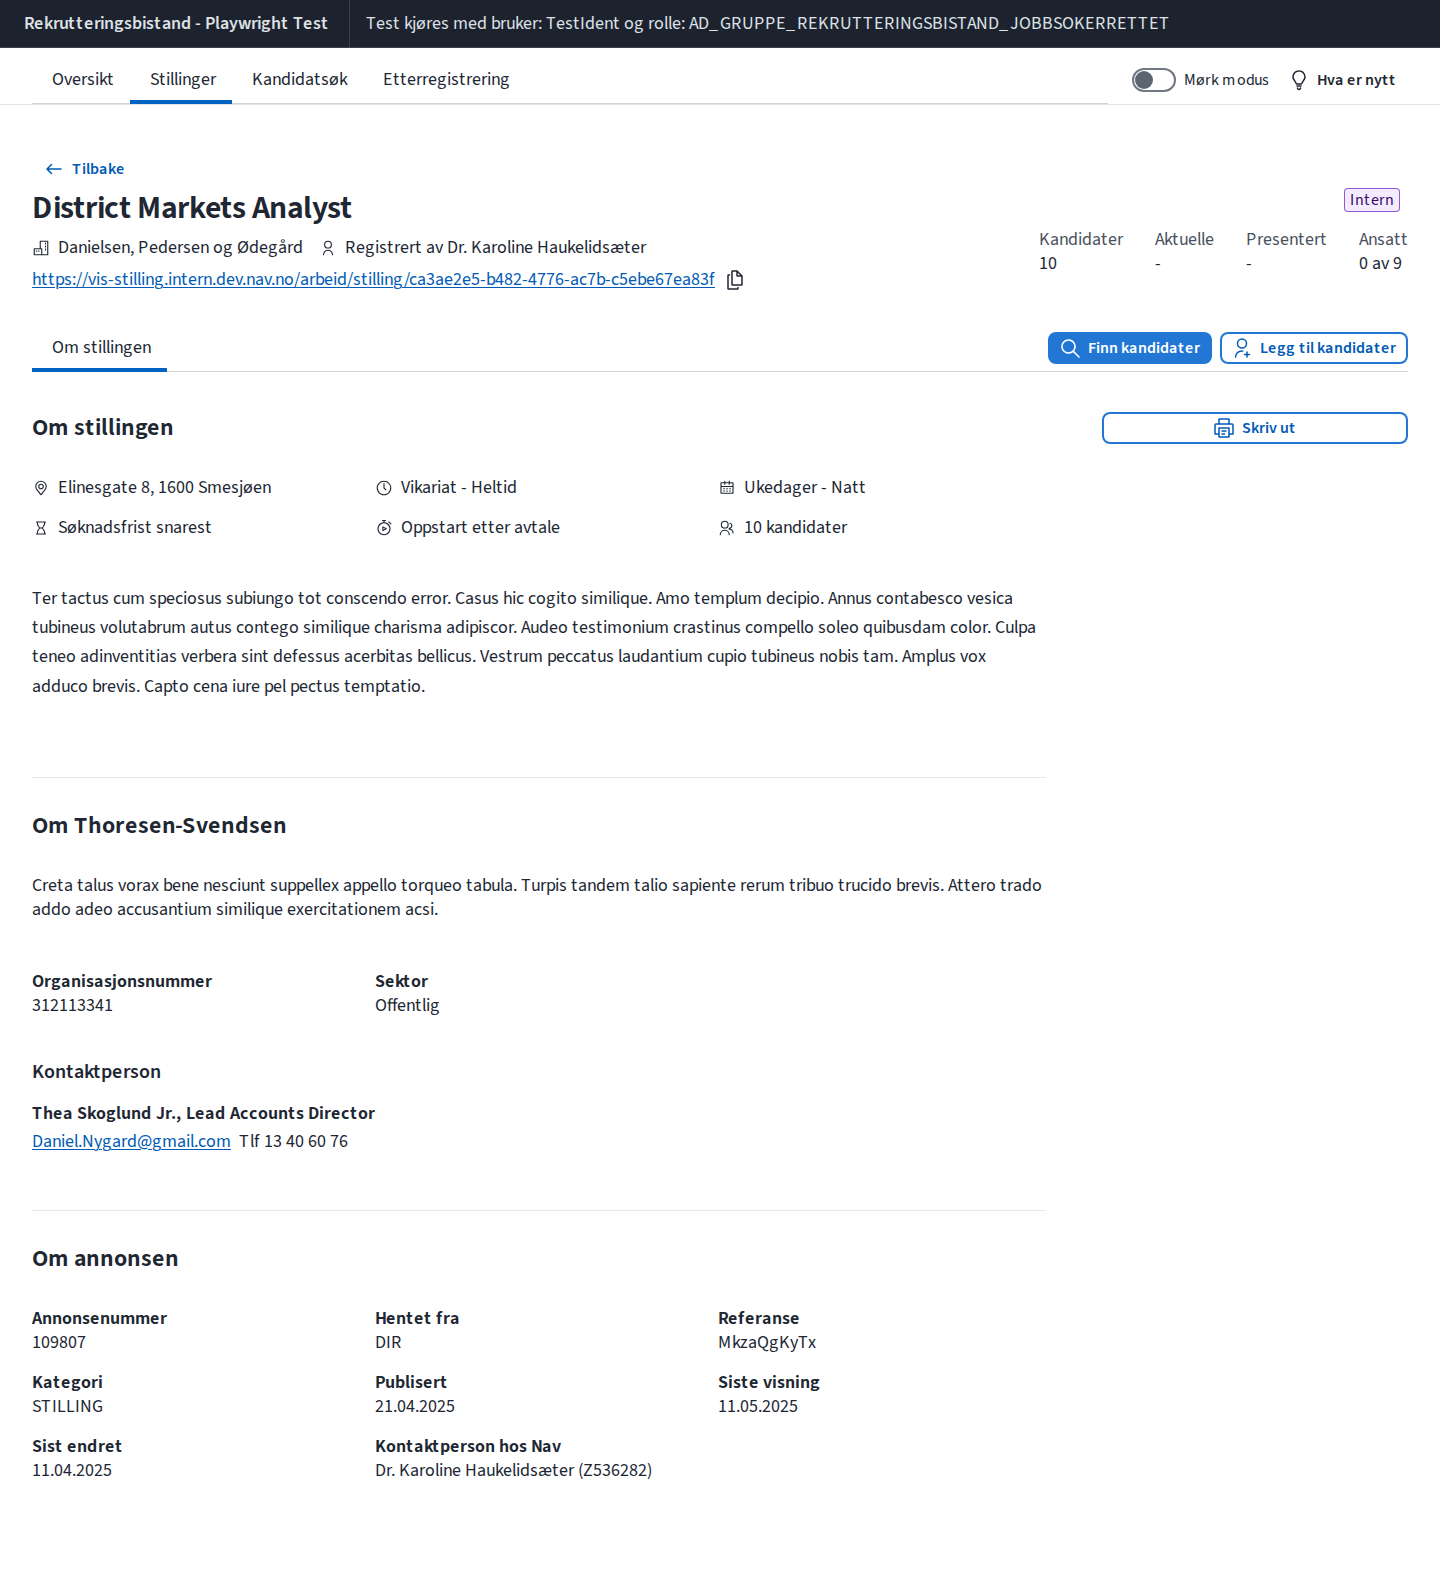 Rekrutteringsbistand - Playwright Test
Test kjøres med bruker: TestIdent og rolle: AD_GRUPPE_REKRUTTERINGSBISTAND_JOBBSOKERRETTET
Oversikt
Stillinger
Kandidatsøk
Etterregistrering
Mørk modus
Hva er nytt
Tilbake
District Markets Analyst
Intern
Danielsen, Pedersen og Ødegård
Registrert av Dr. Karoline Haukelidsæter
https://vis-stilling.intern.dev.nav.no/arbeid/stilling/ca3ae2e5-b482-4776-ac7b-c5ebe67ea83f
Kandidater
10
Aktuelle
-
Presentert
-
Ansatt
0 av 9
Om stillingen
Finn kandidater
Legg til kandidater
Om stillingen
Skriv ut
Elinesgate 8, 1600 Smesjøen
Vikariat - Heltid
Ukedager - Natt
Søknadsfrist snarest
Oppstart etter avtale
10 kandidater
Ter tactus cum speciosus subiungo tot conscendo error. Casus hic cogito similique. Amo templum decipio. Annus contabesco vesica
tubineus volutabrum autus contego similique charisma adipiscor. Audeo testimonium crastinus compello soleo quibusdam color. Culpa
teneo adinventitias verbera sint defessus acerbitas bellicus. Vestrum peccatus laudantium cupio tubineus nobis tam. Amplus vox
adduco brevis. Capto cena iure pel pectus temptatio.
Om Thoresen-Svendsen
Creta talus vorax bene nesciunt suppellex appello torqueo tabula. Turpis tandem talio sapiente rerum tribuo trucido brevis. Attero trado
addo adeo accusantium similique exercitationem acsi.
Organisasjonsnummer
312113341
Sektor
Offentlig
Kontaktperson
Thea Skoglund Jr., Lead Accounts Director
Daniel.Nygard@gmail.com Tlf 13 40 60 76
Om annonsen
Annonsenummer
109807
Hentet fra
DIR
Referanse
MkzaQgKyTx
Kategori
STILLING
Publisert
21.04.2025
Siste visning
11.05.2025
Sist endret
11.04.2025
Kontaktperson hos Nav
Dr. Karoline Haukelidsæter (Z536282)